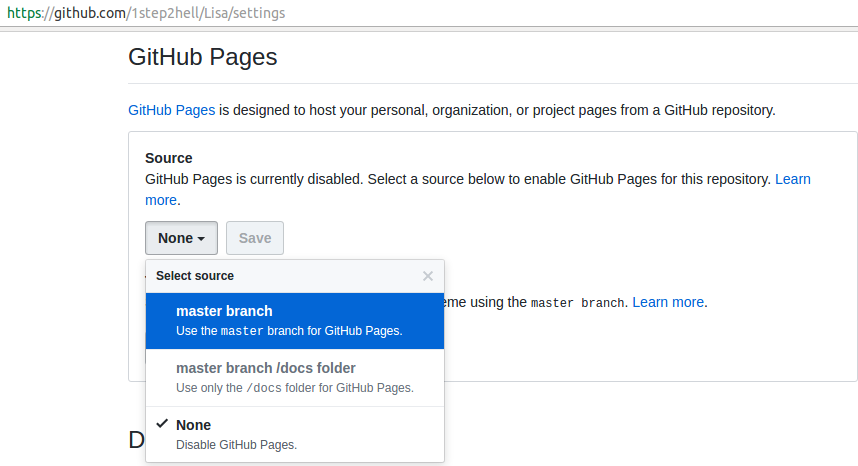 https://github.com/1step2hell/Lisa/settings
GitHub Pages
GitHub Pages is designed to host your personal, organization, or project pages from a GitHub repository.
Source
GitHub Pages is currently disabled. Select a source below to enable GitHub Pages for this repository. Learn
more.
None Save
Select source
master branch
eme using the master branch. Learn more.
Use the master branch for GitHub Pages.
master branch /docs folder
Use only the /docs folder for GitHub Pages.
None
D
Disable GitHub Pages.